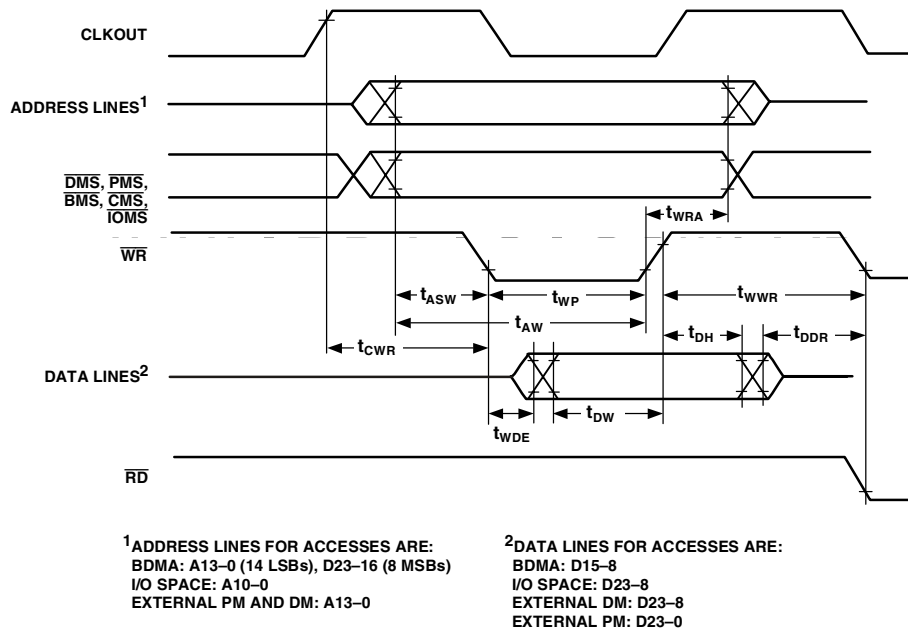 CLKOUT
ADDRESS LINES¹
DMS, PMS,
BMS, CMS,
IOMS
tWRA
WR
tASW
tWP
tWWR
tAW
tCWR
tDH
tDDR
DATA LINES²
tWDE
tDW
RD
¹ADDRESS LINES FOR ACCESSES ARE:
BDMA: A13–0 (14 LSBs), D23–16 (8 MSBs)
I/O SPACE: A10–0
EXTERNAL PM AND DM: A13–0
²DATA LINES FOR ACCESSES ARE:
BDMA: D15–8
I/O SPACE: D23–8
EXTERNAL DM: D23–8
EXTERNAL PM: D23–0